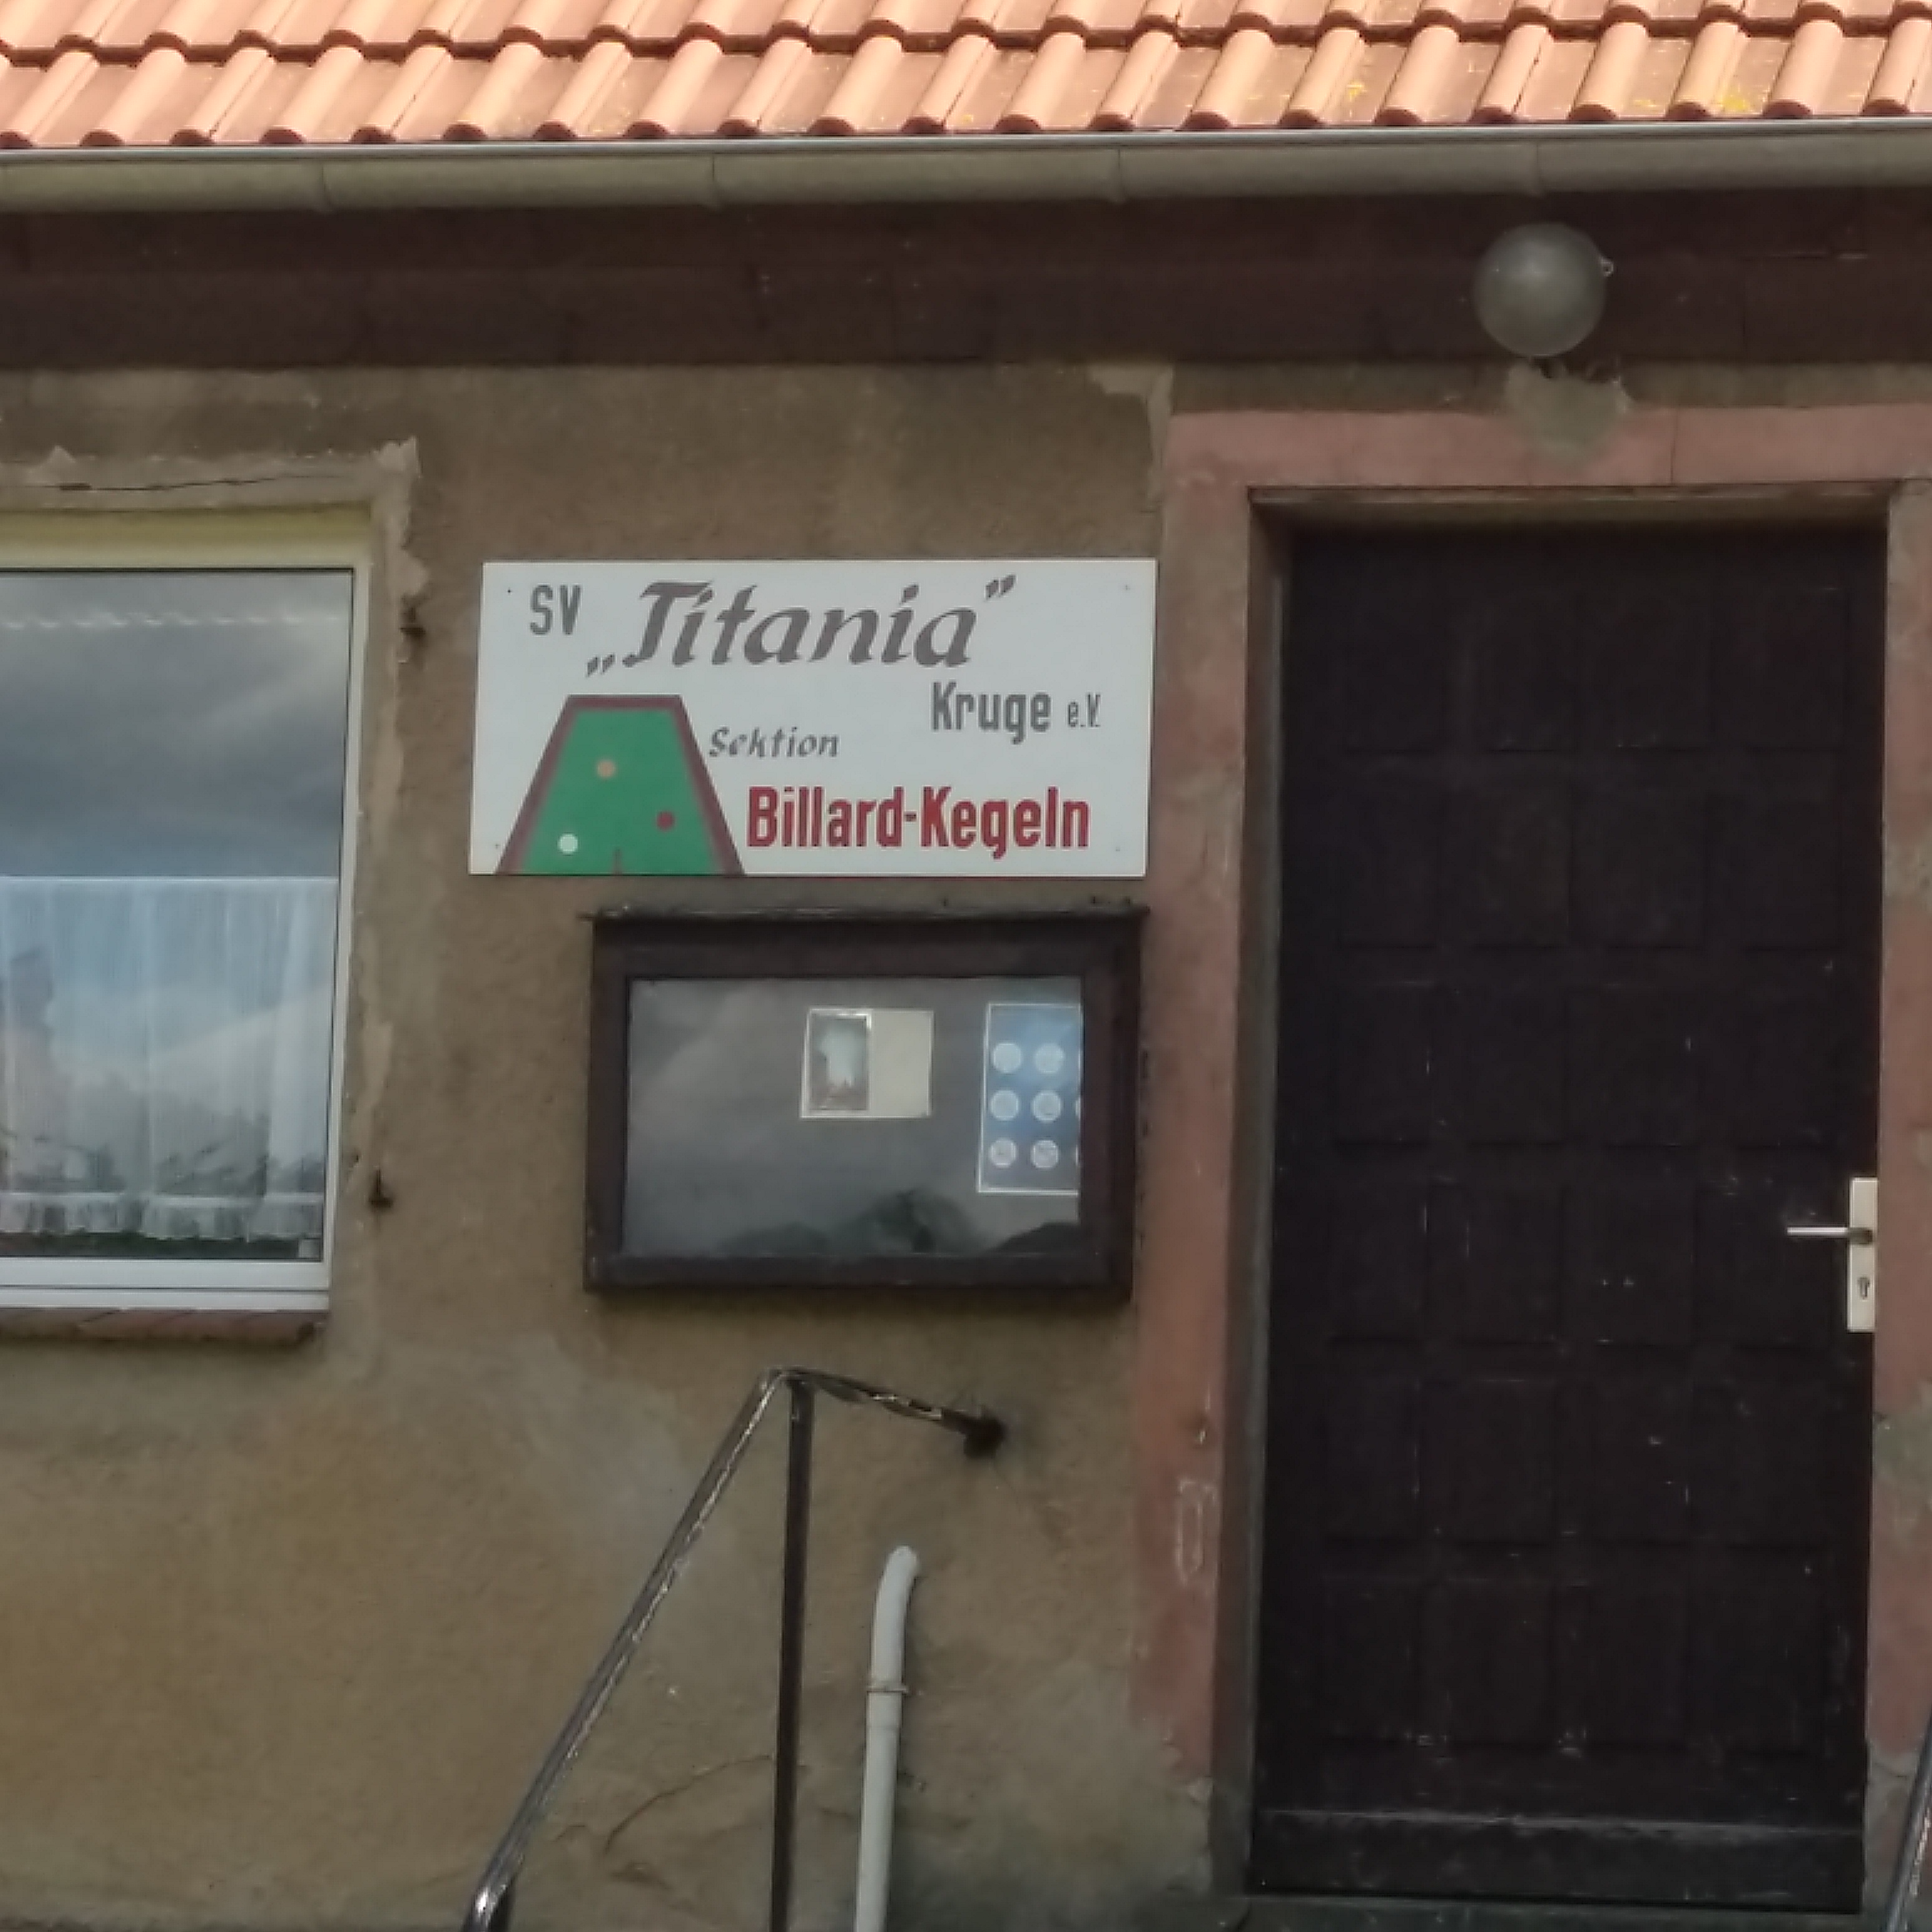 SV „Titania”
Kruge e.V.
Sektion
Billard-Kegeln